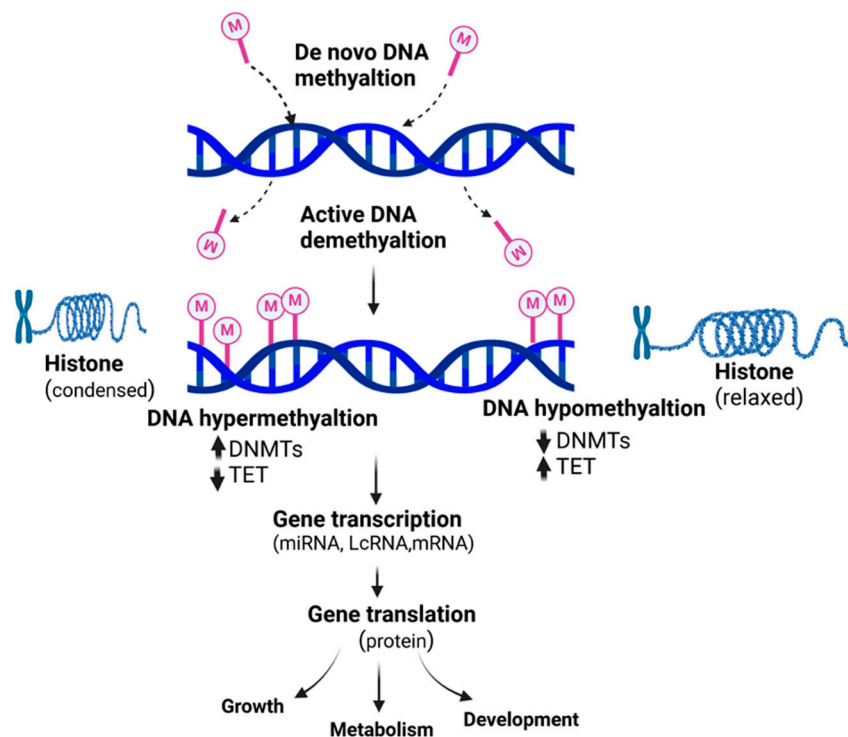 M
M
De novo DNA
methyaltion
Active DNA
demethyaltion
M
M
M
M
M
M
M
M
Histone
(condensed)
Histone
(relaxed)
DNA hypermethyaltion
DNMTs
TET
DNA hypomethyaltion
DNMTs
TET
Gene transcription
(miRNA, LcRNA,mRNA)
Gene translation
(protein)
Growth
Metabolism
Development